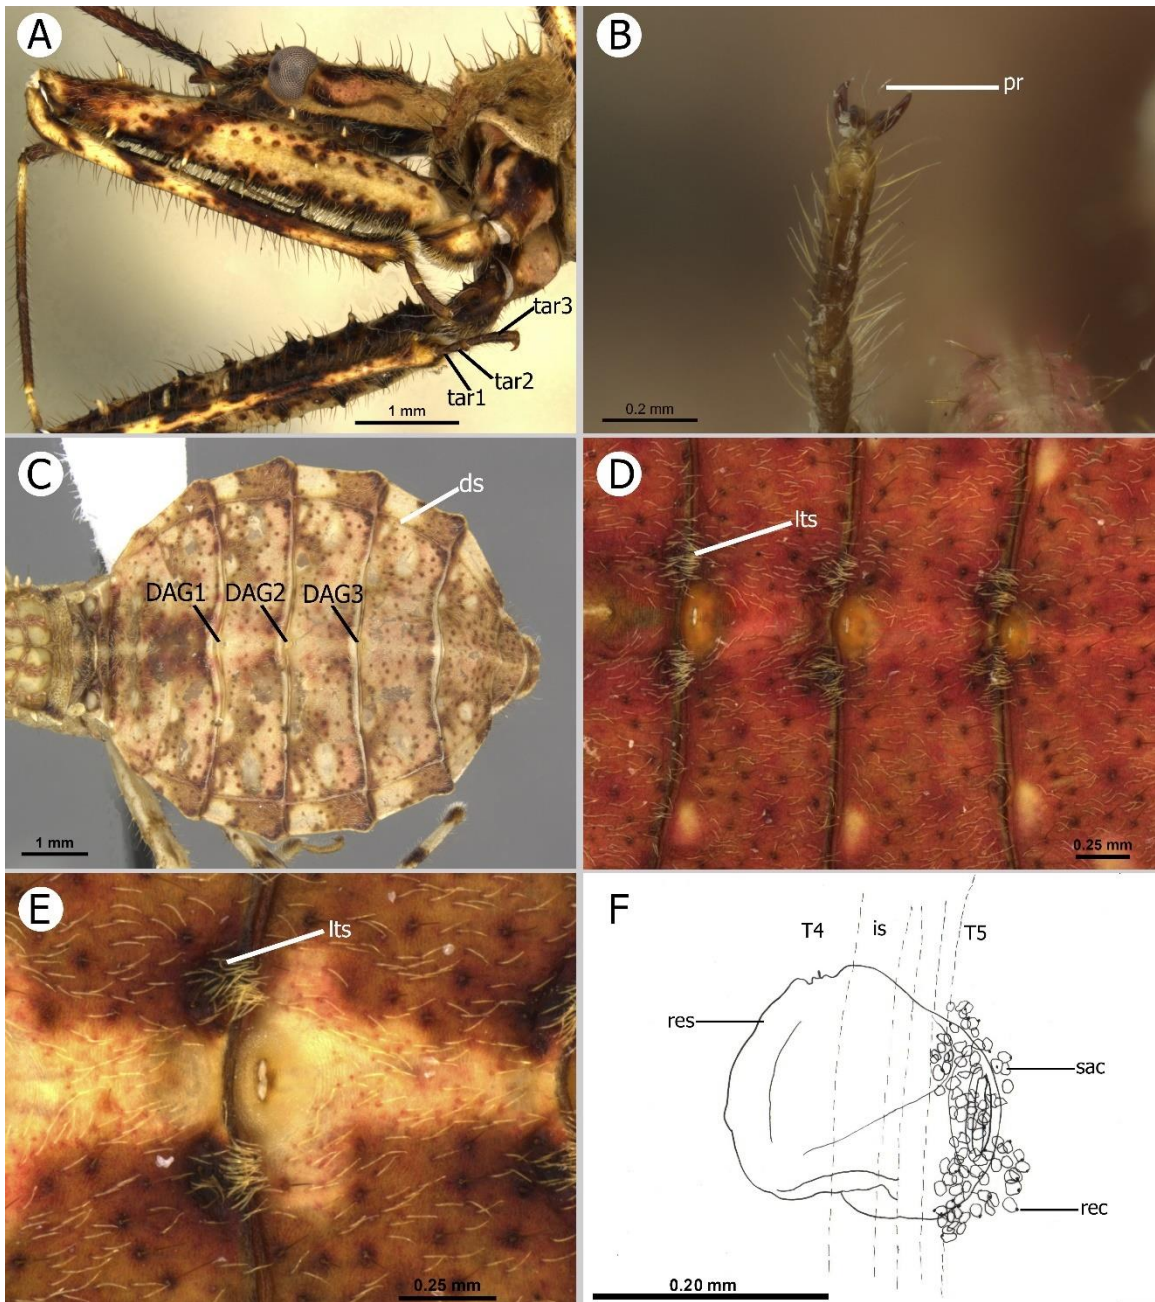 A
tar3
tar2
tar1
1 mm
B
pr
0.2 mm
C
ds
DAG1 DAG2 DAG3
1 mm
D
lts
0.25 mm
E
lts
0.25 mm
F
T4 is T5
res
sac
rec
0.20 mm